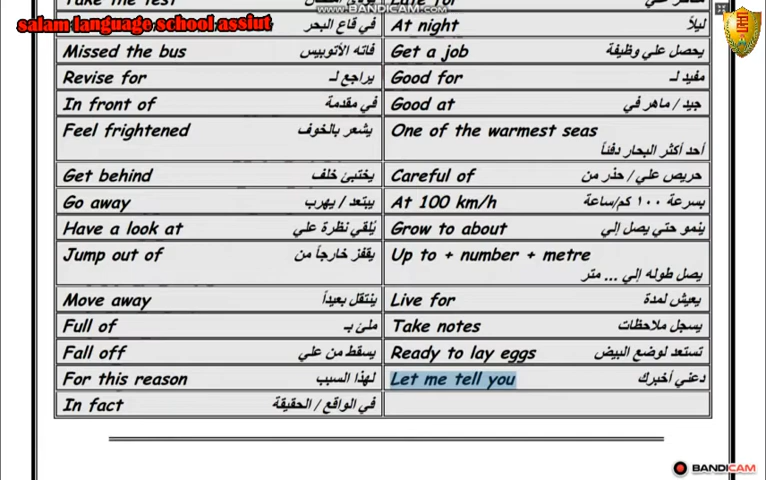 www.BANDICAM.com
salam language school assiut
في قاع البحر At night ليلاً
Missed the bus فاته الأتوبيس Get a job يحصل علي وظيفة
Revise for يراجع لـ Good for مفيد لـ
In front of في مقدمة Good at جيد / ماهر في
Feel frightened يشعر بالخوف One of the warmest seas
أحد أكثر البحار دفئاً
Get behind يختبئ خلف Careful of حريص علي / حذر من
Go away يبتعد / يهرب At 100 km/h بسرعة ١٠٠ كم/ساعة
Have a look at يُلقي نظرة علي Grow to about ينمو حتي يصل إلي
Jump out of يقفز خارجاً من Up to + number + metre
يصل طوله إلي ... متر
Move away ينتقل بعيداً Live for يعيش لمدة
Full of ملئ بـ Take notes يسجل ملاحظات
Fall off يسقط من علي Ready to lay eggs تستعد لوضع البيض
For this reason لهذا السبب Let me tell you دعني أخبرك
In fact في الواقع / الحقيقة
BANDICAM